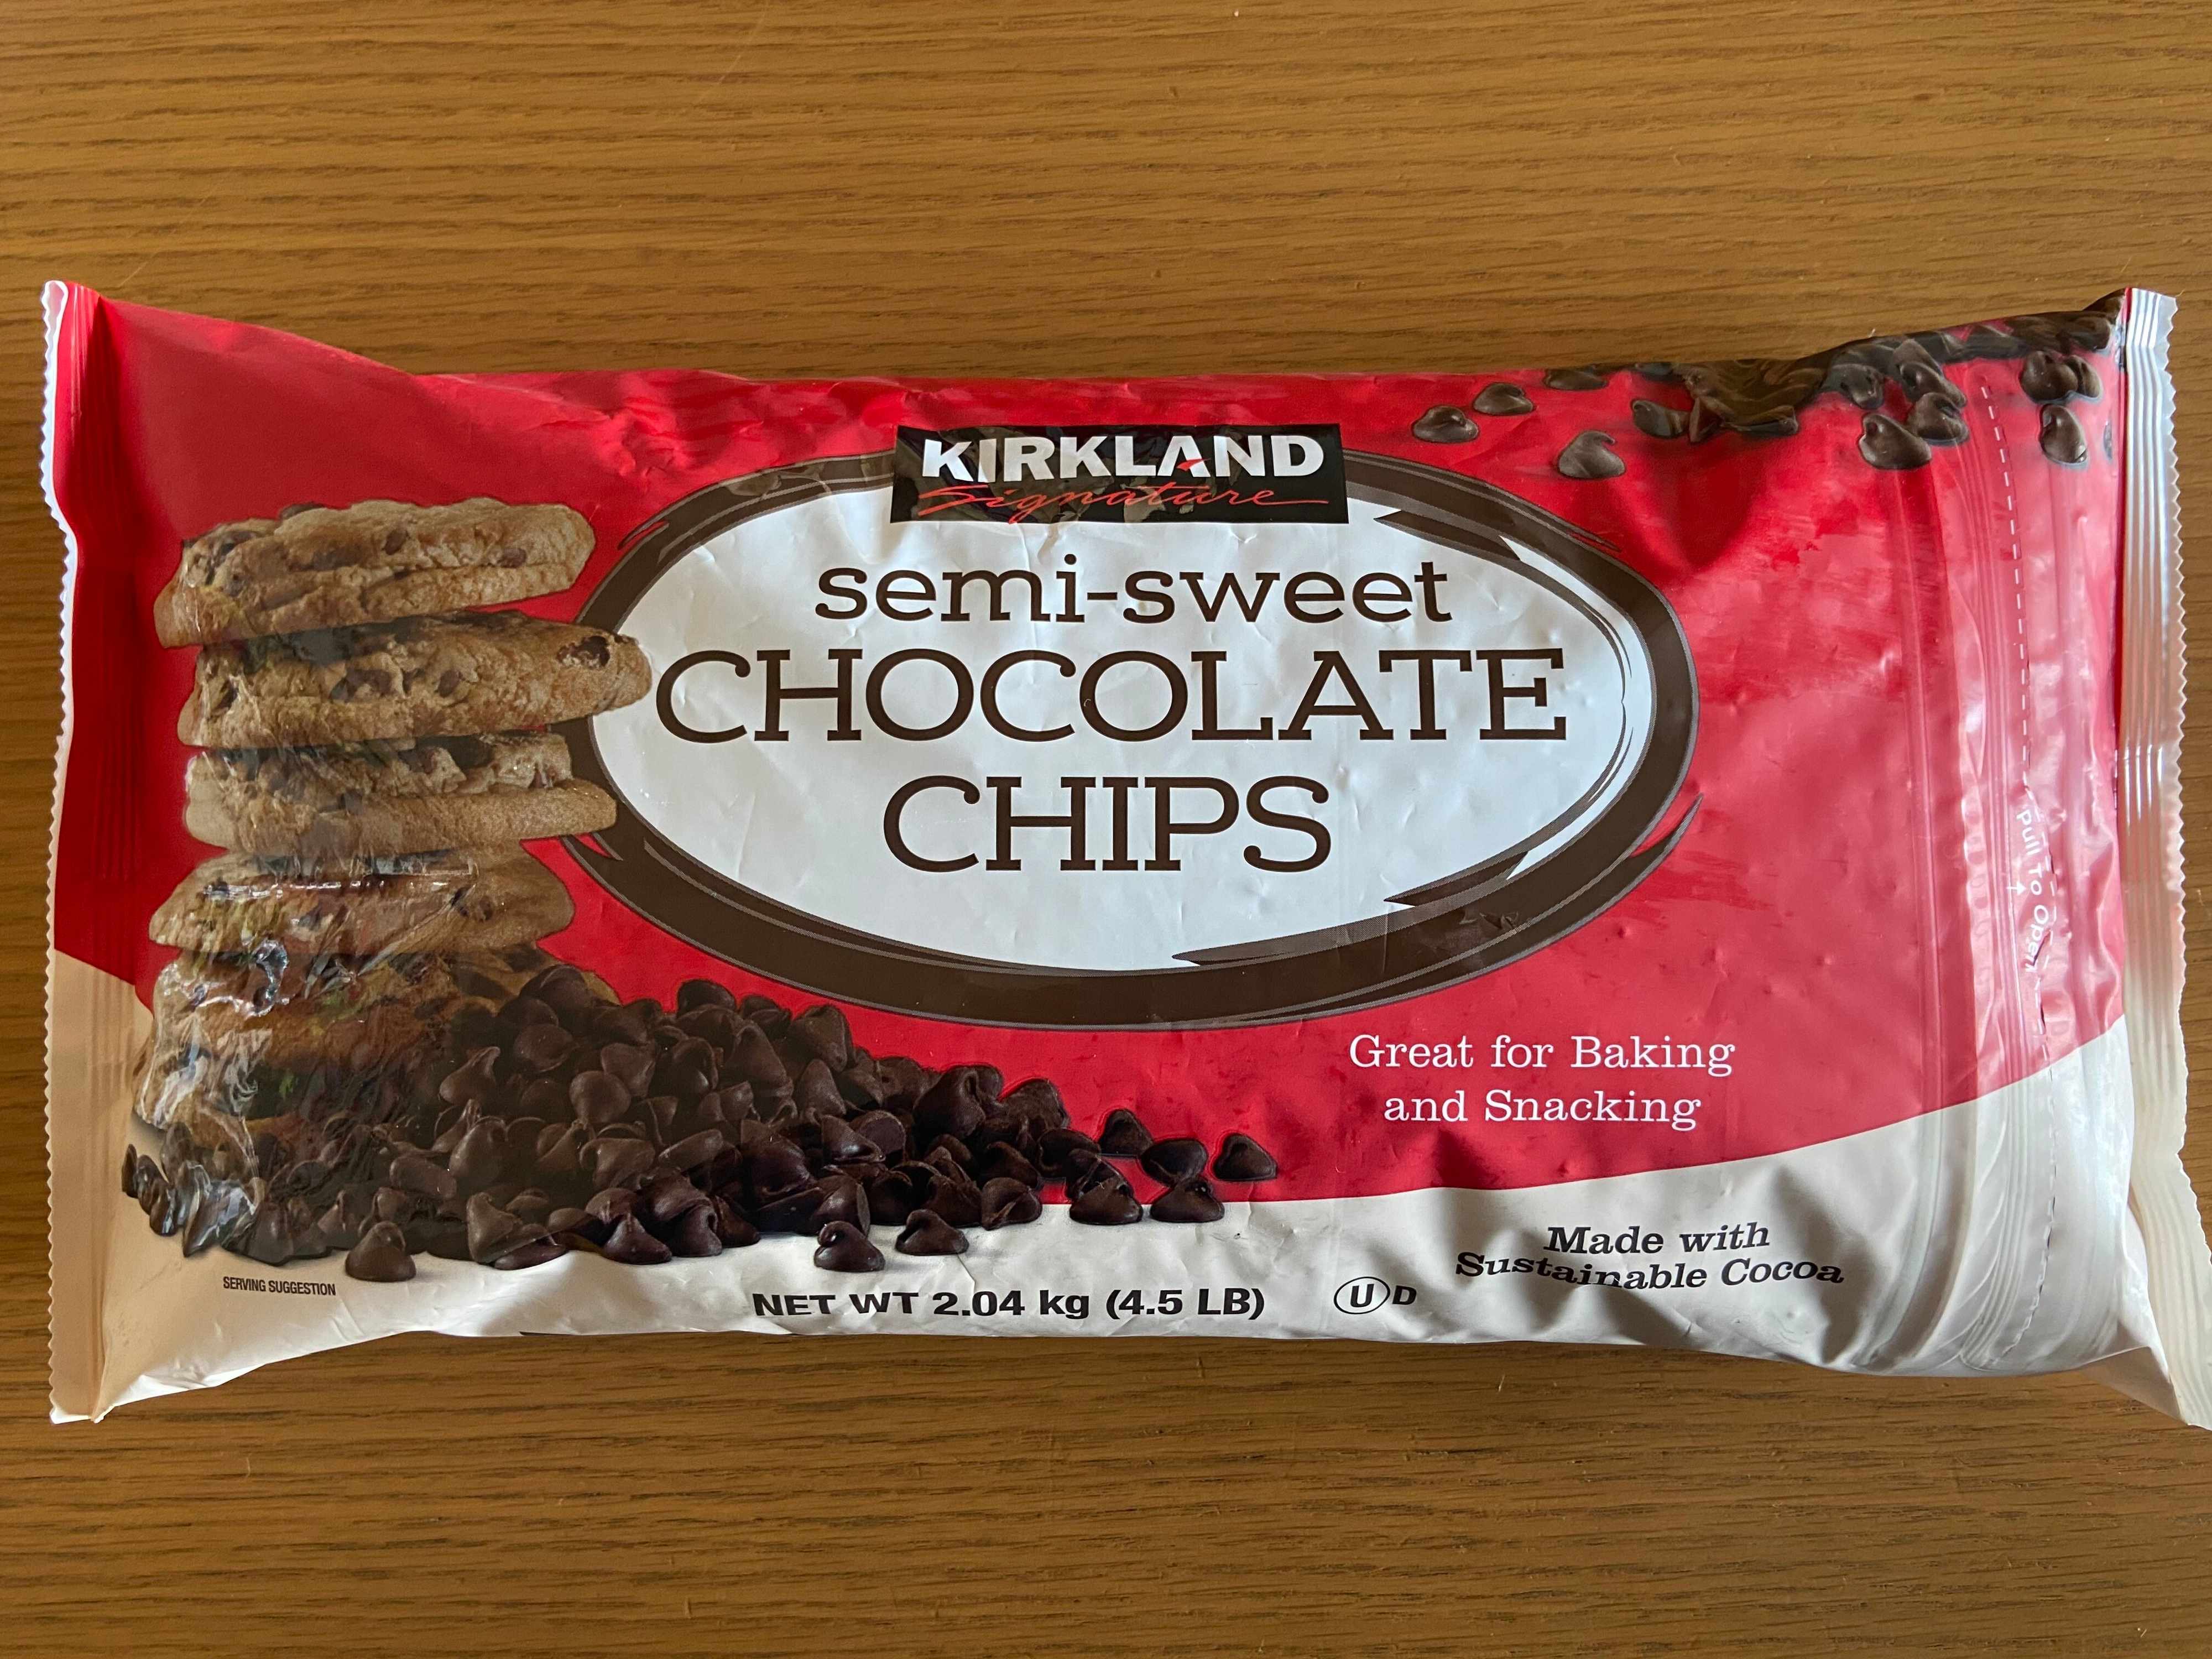 KIRKLAND
Signature
semi-sweet
CHOCOLATE
CHIPS
Pull To Open
Great for Baking
and Snacking
Made with
Sustainable Cocoa
SERVING SUGGESTION
NET WT 2.04 kg (4.5 LB)
U D